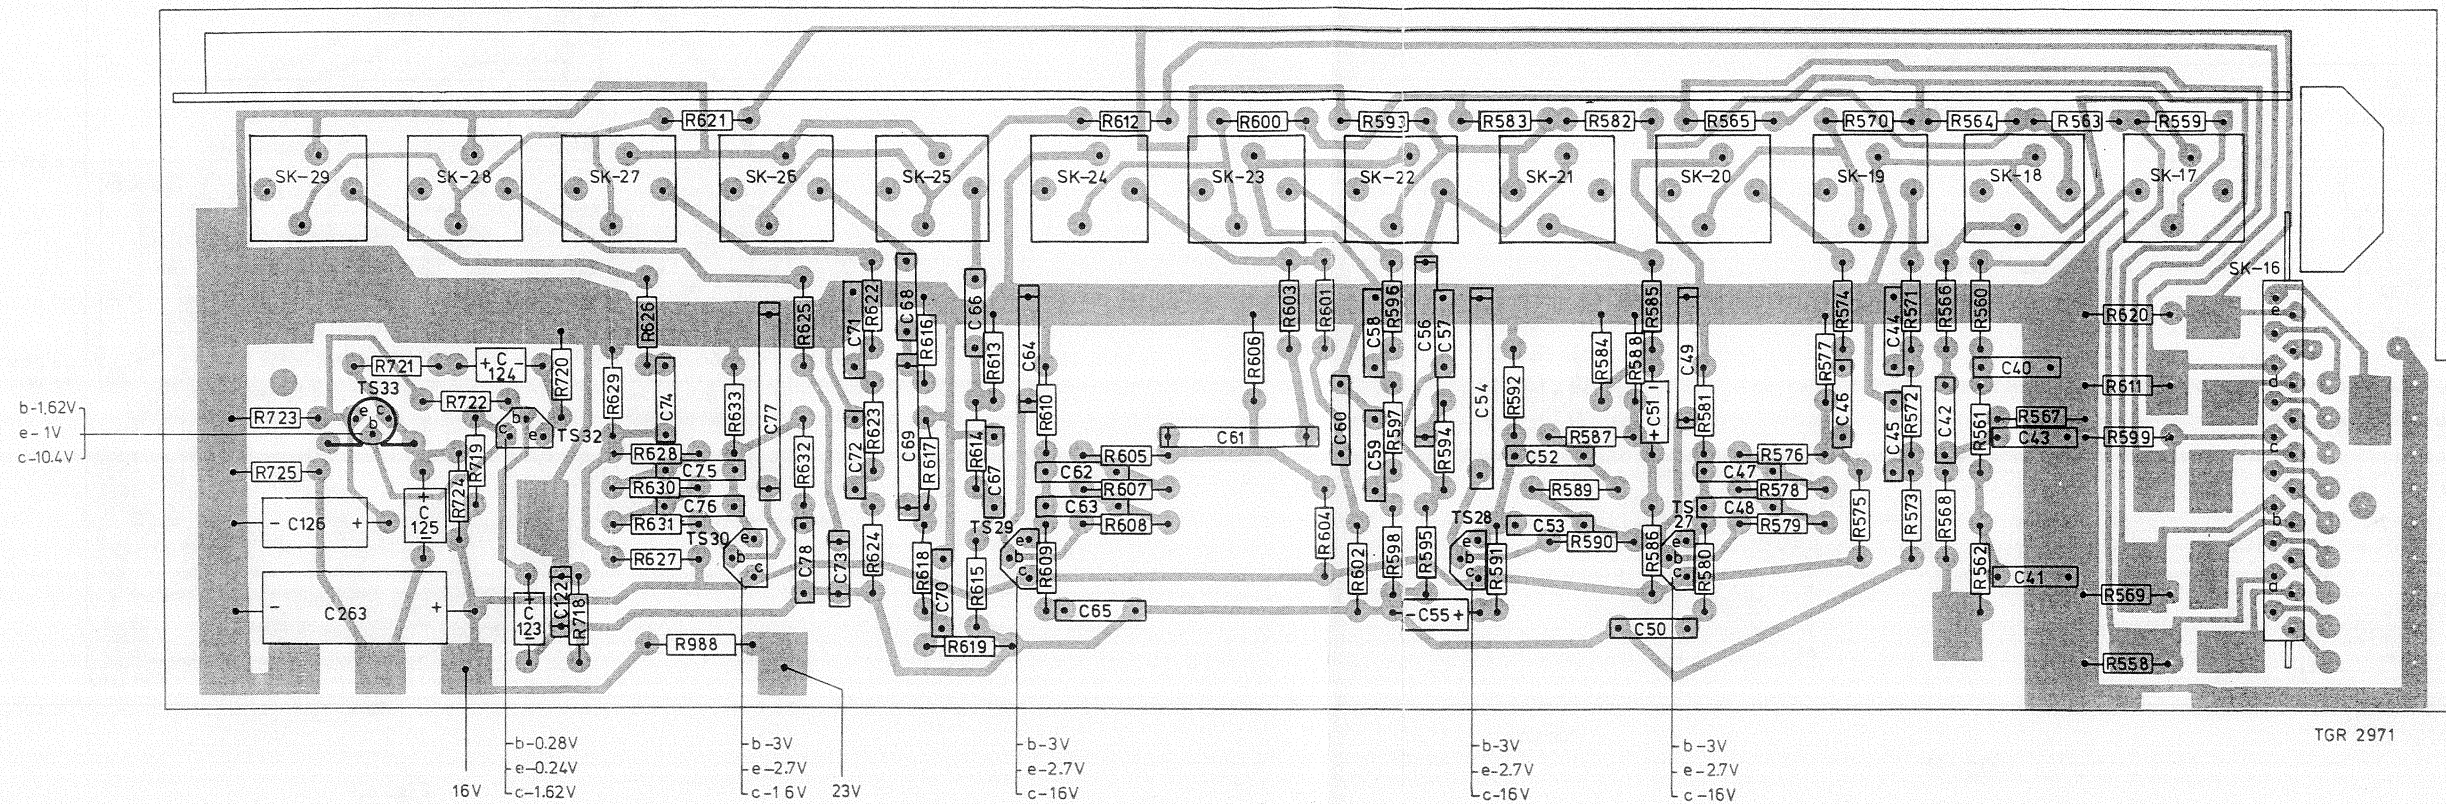 R621
R612
R600
R593
R583
R582
R565
R570
R564
R563
R559
SK-29
SK-28
SK-27
SK-26
SK-25
SK-24
SK-23
SK-22
SK-21
SK-20
SK-19
SK-18
SK-17
SK-16
R626
R625
C71
R622
C68
R616
C66
R613
C64
R603
R601
C58
R596
C56
C57
R585
C49
R574
C44
R571
R566
R560
R620
e
R721
+ C -
124
R720
R629
C74
R633
C77
R606
C54
R592
R584
R588
R577
C40
d
R611
TS33
e c
b
R722
b
c e
TS32
R723
R719
R623
C72
C69
R617
R614
C67
R610
C61
C60
C59
R597
R594
R587
+C51-
R581
C46
C45
R572
C42
R561
R567
C43
R599
c
b-1.62V
e-1V
c-10.4V
R628
C75
R630
C76
R631
R627
R632
R605
C62
R607
C63
R608
C52
R589
C53
R590
R576
C47
R578
C48
R579
R575
R573
R568
R725
R724
- C126 +
+
C
125
-
TS30
e
b
c
C78
C73
R624
R618
C70
R615
TS29
e
b
c
R609
R604
R602
R598
R595
TS28
e
b
c
R591
R586
TS
27
e
b
c
R580
R562
C41
b
a
R569
- C263 +
+
C
123
-
C122
R718
R988
R619
C65
-C55+
C50
R558
TGR 2971
16V
b-0.28V
e-0.24V
c-1.62V
b-3V
e-2.7V
c-16V
23V
b-3V
e-2.7V
c-16V
b-3V
e-2.7V
c-16V
b-3V
e-2.7V
c-16V